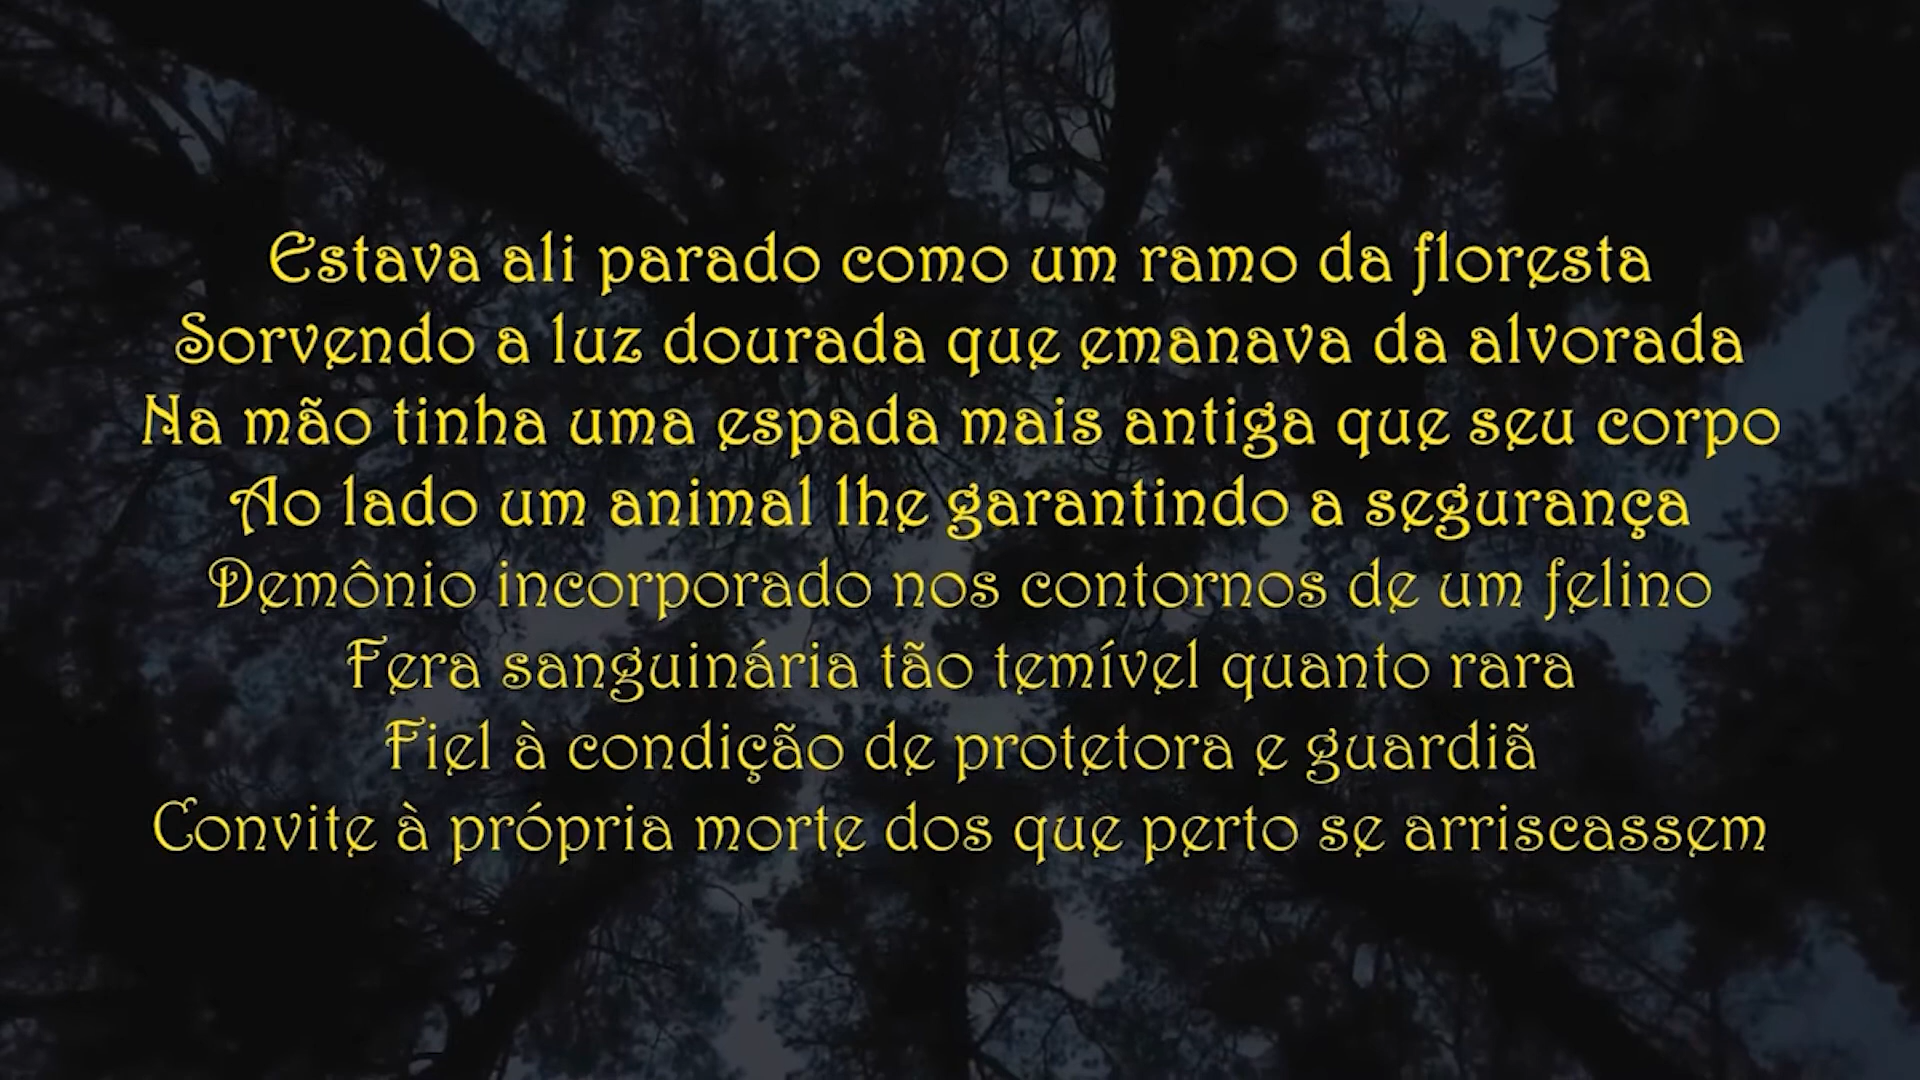 Estava ali parado como um ramo da floresta
Sorvendo a luz dourada que emanava da alvorada
Na mão tinha uma espada mais antiga que seu corpo
Ao lado um animal lhe garantindo a segurança
Demônio incorporado nos contornos de um felino
Fera sanguinária tão temível quanto rara
Fiel à condição de protetora e guardiã
Convite à própria morte dos que perto se arriscassem